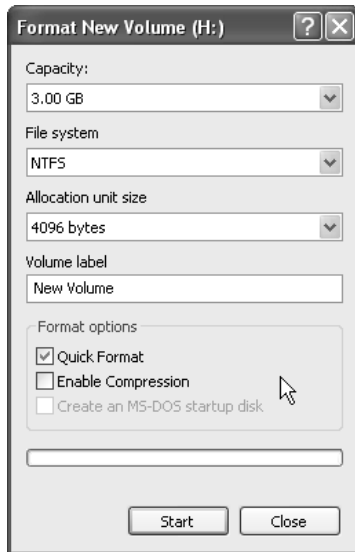 Format New Volume (H:)
Capacity:
3.00 GB
File system
NTFS
Allocation unit size
4096 bytes
Volume label
New Volume
Format options
Quick Format
Enable Compression
Create an MS-DOS startup disk
Start Close